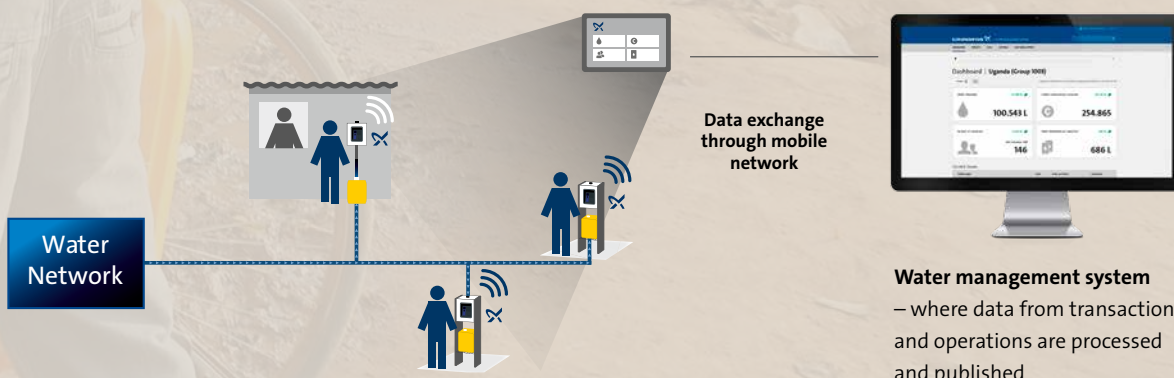 Data exchange
through mobile
network
Dashboard | Uganda (Group 1009)
100.543 L
254.865
146
686 L
Water
Network
Water management system
– where data from transaction
and operations are processed
and published